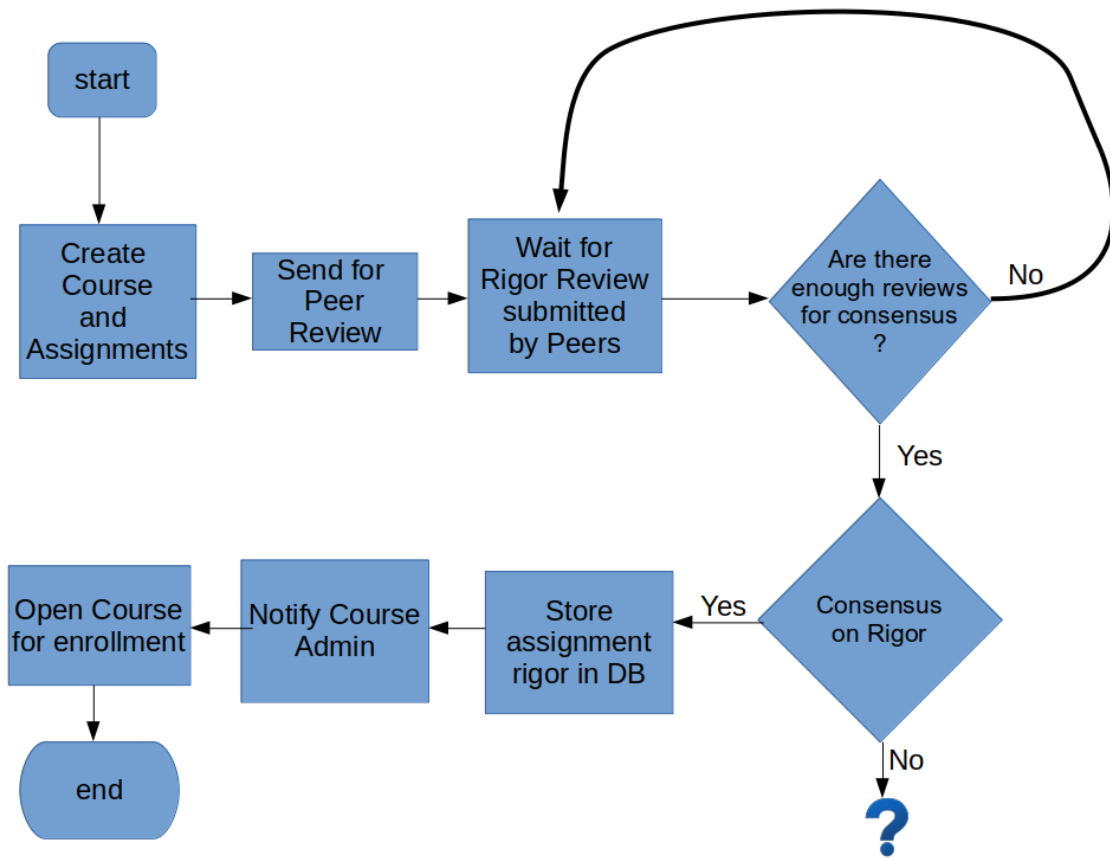 start
Create
Course
and
Assignments
Send for
Peer
Review
Wait for
Rigor Review
submitted
by Peers
Are there
enough reviews
for consensus
?
No
Yes
Consensus
on Rigor
Yes
Store
assignment
rigor in DB
Notify Course
Admin
Open Course
for enrollment
end
No
?